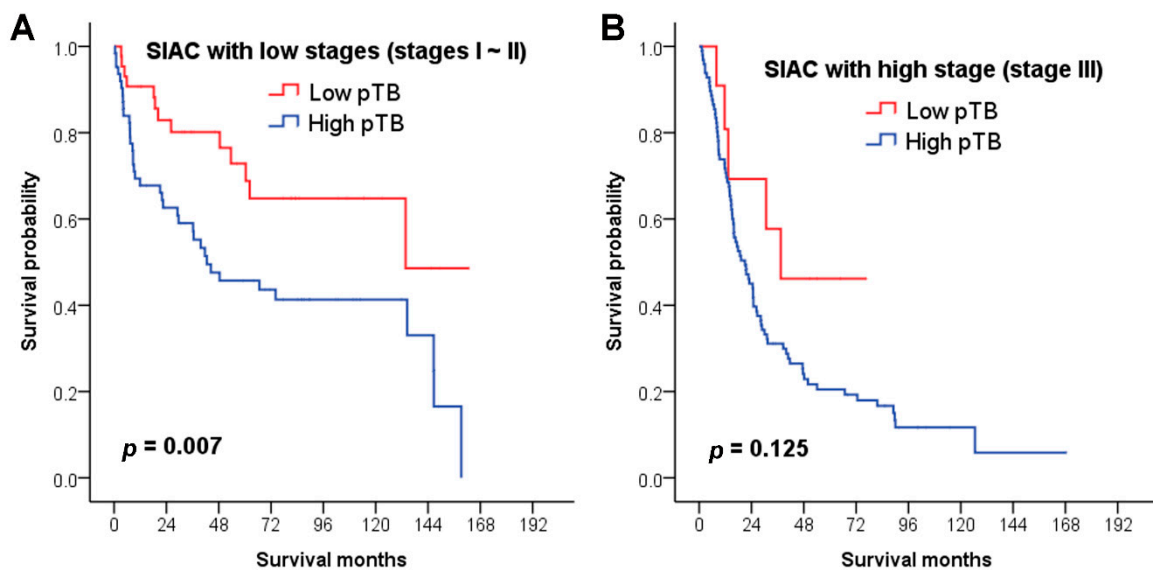 A
SIAC with low stages (stages I ~ II)
Low pTB
High pTB
Survival probability
1.0
0.8
0.6
0.4
0.2
0.0
p = 0.007
0 24 48 72 96 120 144 168 192
Survival months
B
SIAC with high stage (stage III)
Low pTB
High pTB
Survival probability
1.0
0.8
0.6
0.4
0.2
0.0
p = 0.125
0 24 48 72 96 120 144 168 192
Survival months